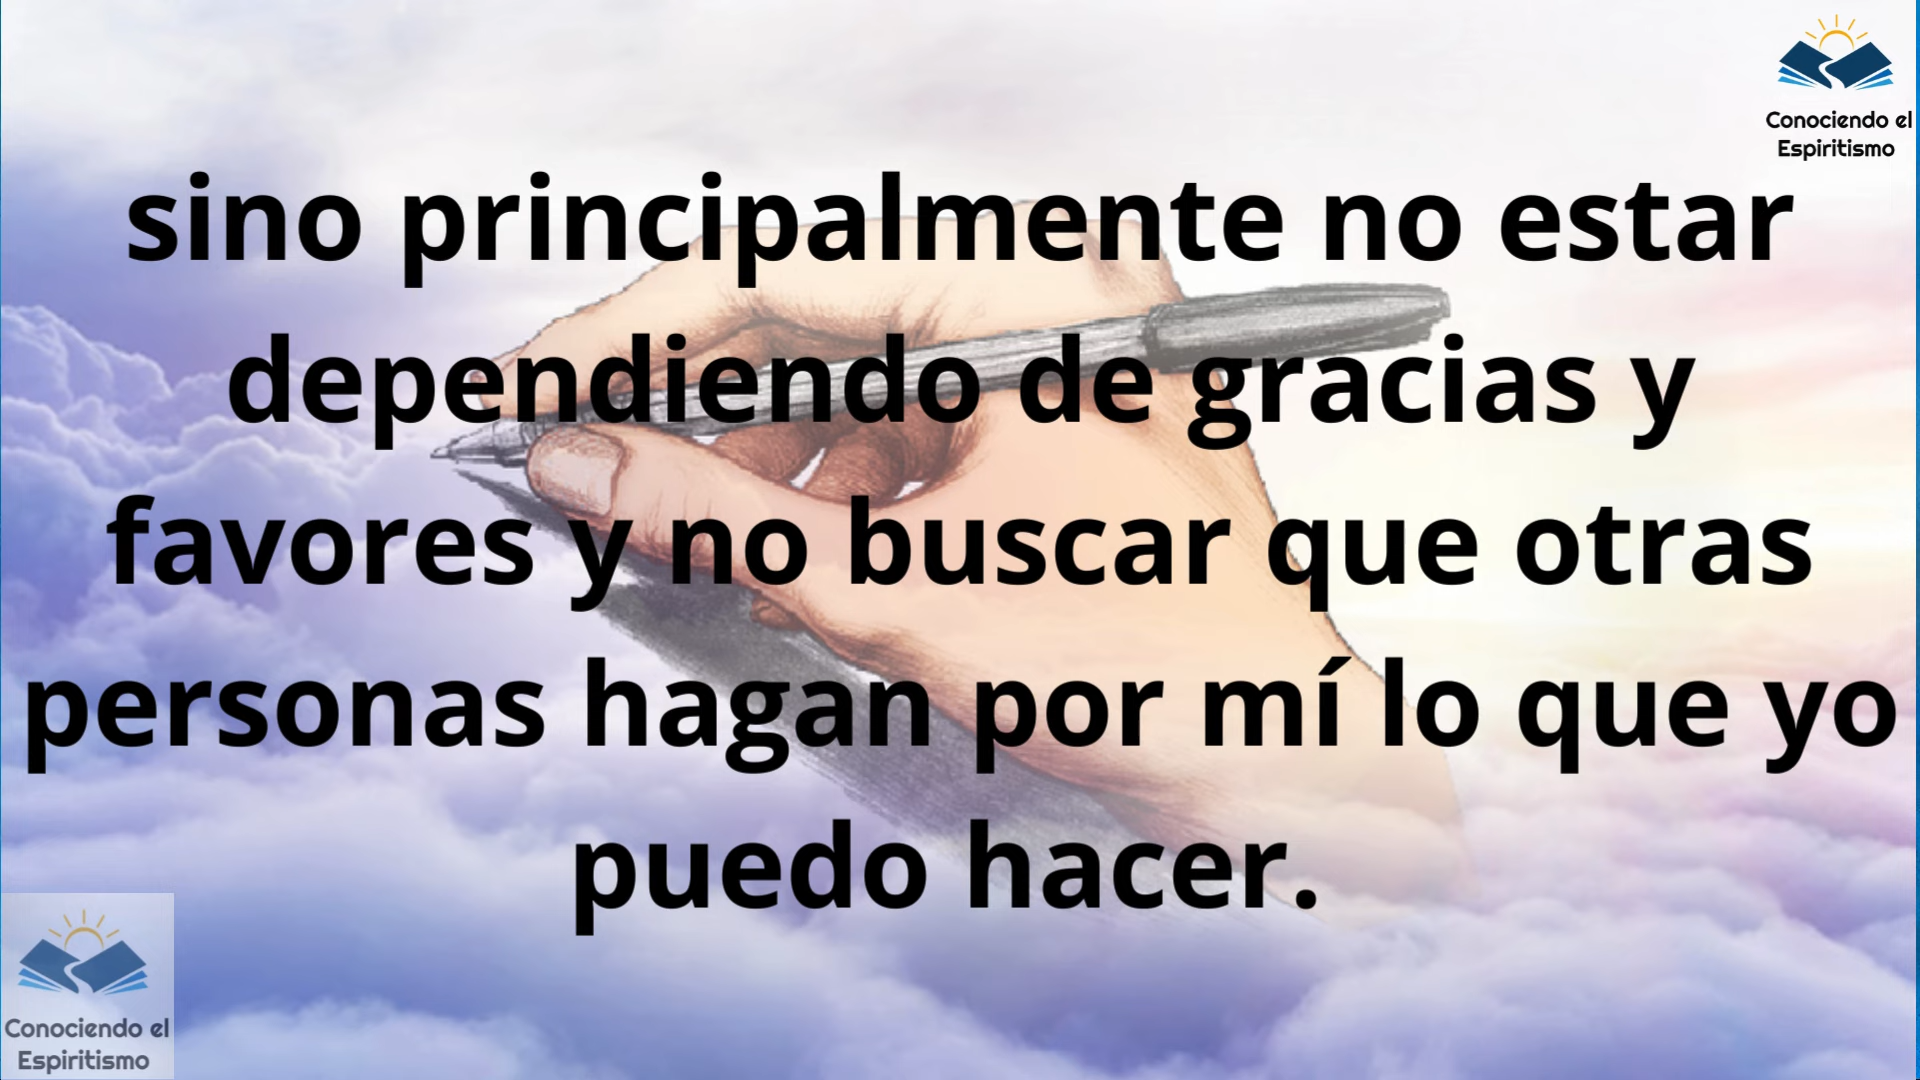 Conociendo el
Espiritismo
sino principalmente no estar
dependiendo de gracias y
favores y no buscar que otras
personas hagan por mí lo que yo
puedo hacer.
Conociendo el
Espiritismo